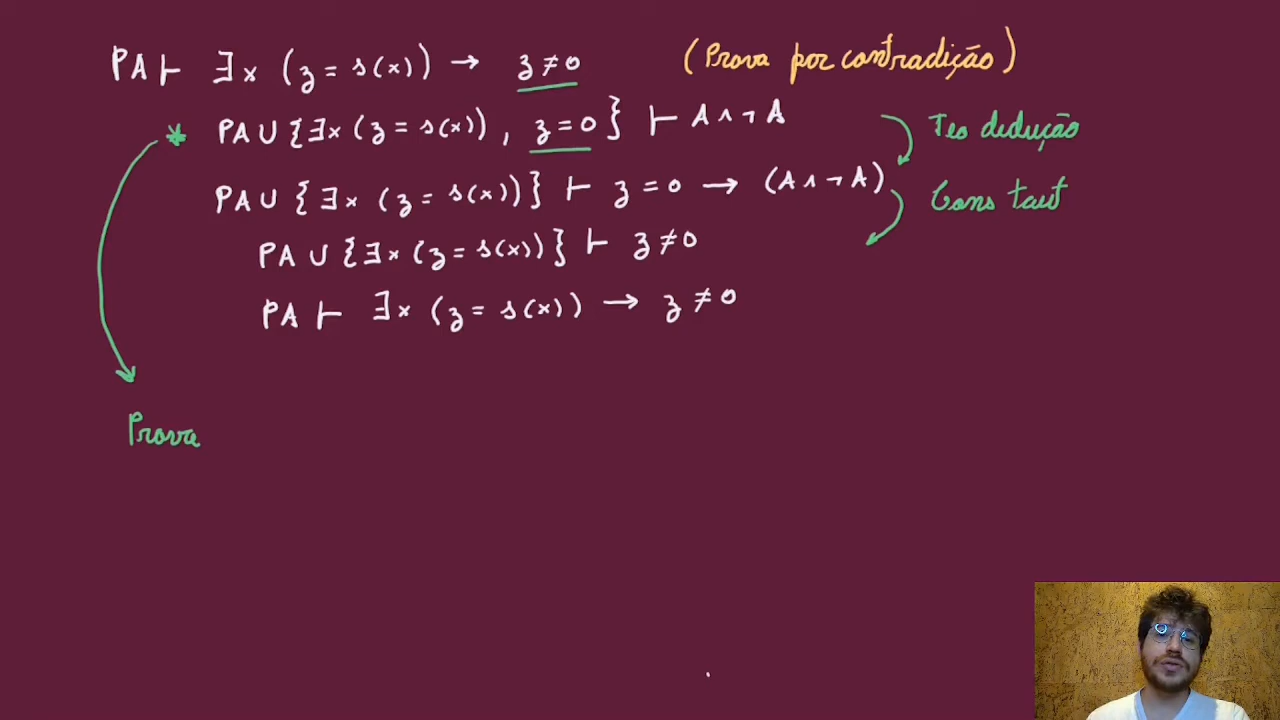 PA ⊢ ∃x (z = s(x)) → z ≠ 0 (Prova por contradição)
* PA ∪ {∃x (z = s(x)), z = 0} ⊢ A ∧ ¬A Teo dedução
PA ∪ {∃x (z = s(x))} ⊢ z = 0 → (A ∧ ¬A) Cons taut
PA ∪ {∃x (z = s(x))} ⊢ z ≠ 0
PA ⊢ ∃x (z = s(x)) → z ≠ 0
Prova